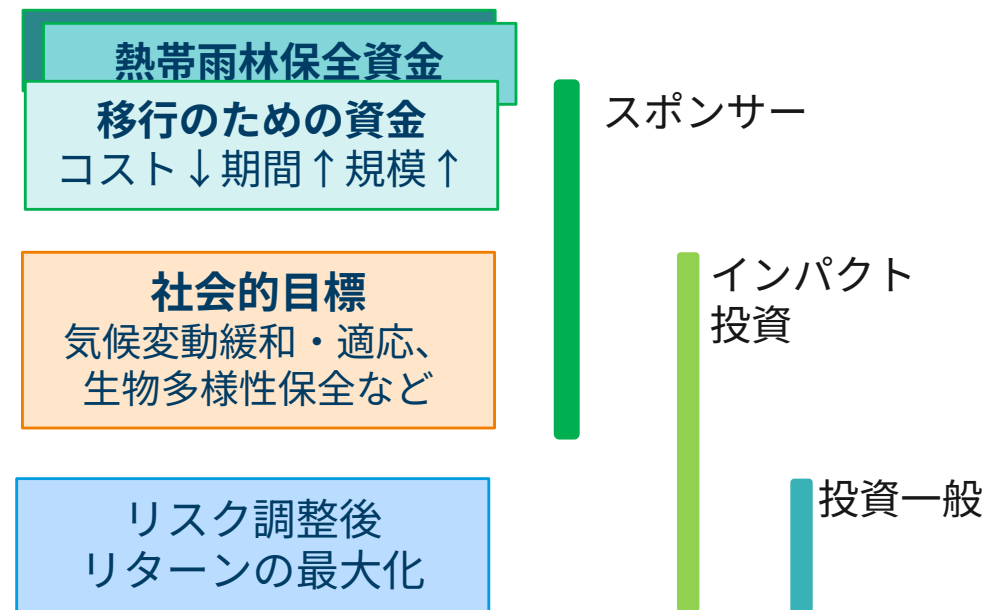 熱帯雨林保全資金
移行のための資金
コスト↓期間↑規模↑
スポンサー
社会的目標
気候変動緩和・適応、
生物多様性保全など
インパクト
投資
リスク調整後
リターンの最大化
投資一般